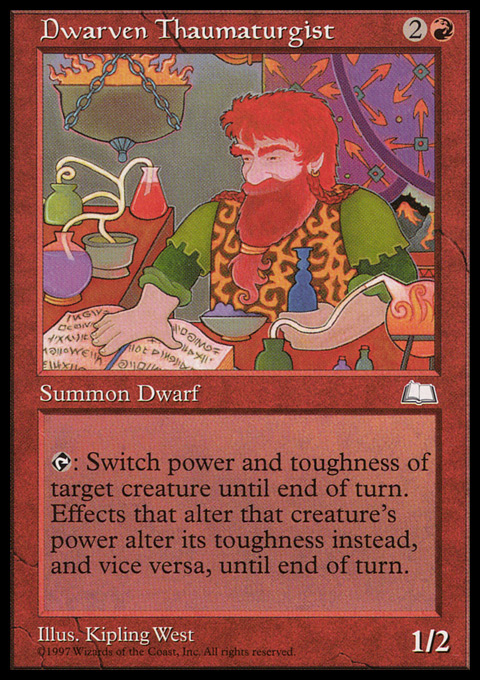 Dwarven Thaumaturgist 2
Summon Dwarf
: Switch power and toughness of
target creature until end of turn.
Effects that alter that creature's
power alter its toughness instead,
and vice versa, until end of turn.
Illus. Kipling West
©1997 Wizards of the Coast, Inc. All rights reserved.
1/2